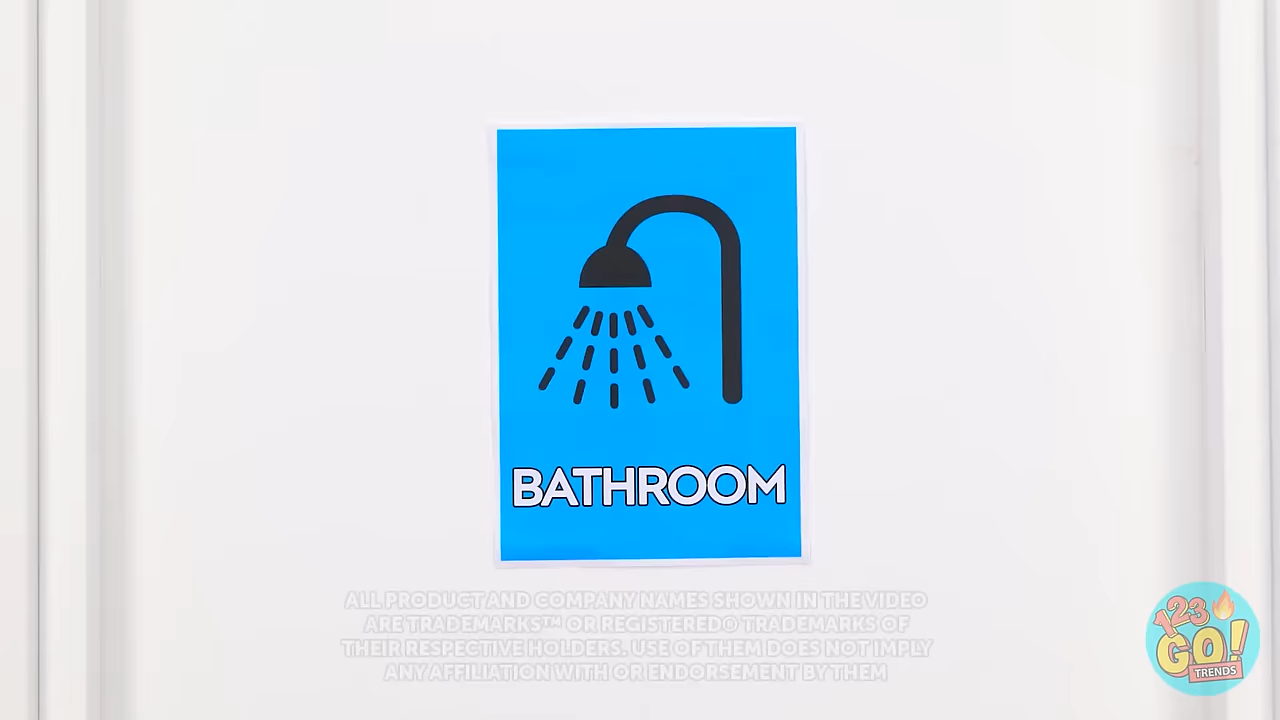 BATHROOM
ALL PRODUCT AND COMPANY NAMES SHOWN IN THE VIDEO
ARE TRADEMARKS™ OR REGISTERED® TRADEMARKS OF
THEIR RESPECTIVE HOLDERS. USE OF THEM DOES NOT IMPLY
ANY AFFILIATION WITH OR ENDORSEMENT BY THEM
123
GO!
TRENDS